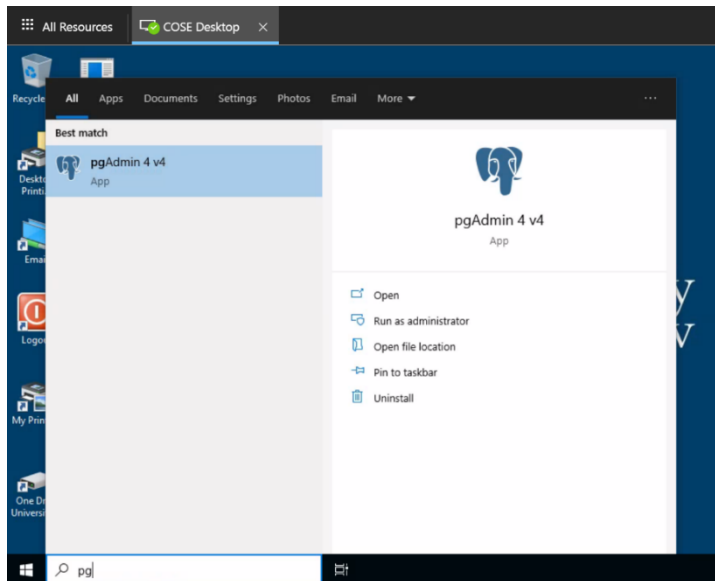 All Resources
COSE Desktop
Recycle
All Apps Documents Settings Photos Email More
Best match
pgAdmin 4 v4
App
pgAdmin 4 v4
App
Open
Run as administrator
Open file location
Pin to taskbar
Uninstall
Deskto
Printi
Emai
Logo
My Prin
One Dr
Universi
y
v
pg